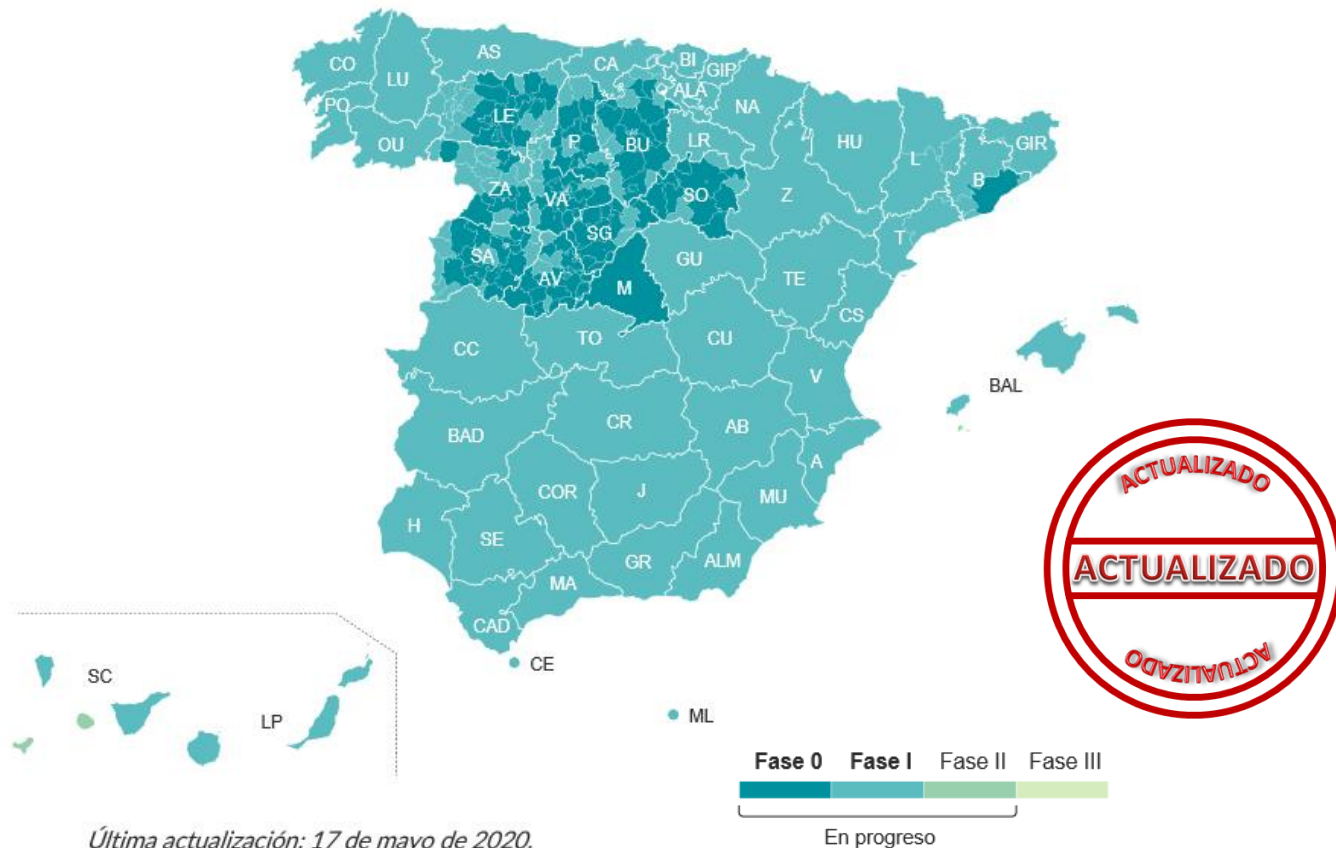 AS
CO
LU
CA
BI
GIP
ALA
NA
PO
LE
OU
P
BU
LR
HU
L
GIR
B
ZA
VA
SO
Z
T
SA
SG
AV
M
GU
TE
CS
CC
TO
CU
V
BAL
BAD
CR
AB
A
H
SE
COR
J
MU
GR
ALM
MA
CAD
CE
ML
SC
LP
ACTUALIZADO
ACTUALIZADO
ACTUALIZADO
Fase 0 Fase I Fase II Fase III
En progreso
Última actualización: 17 de mayo de 2020.